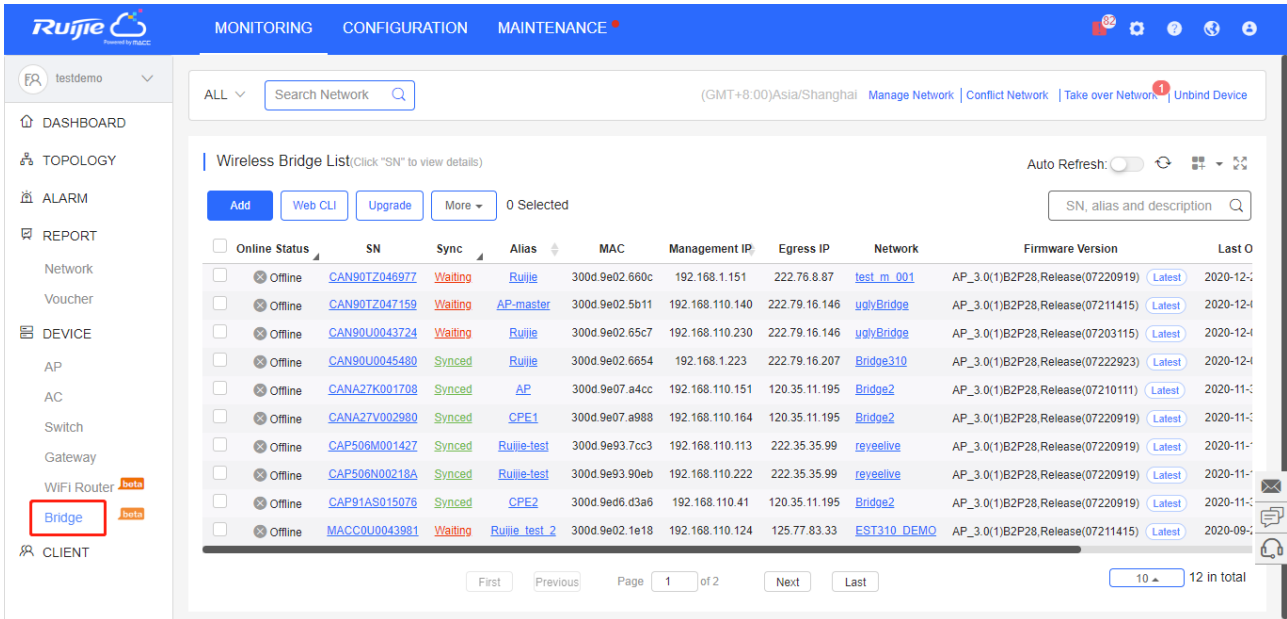 Ruijie Powered by MACC MONITORING CONFIGURATION MAINTENANCE 82
testdemo
ALL Search Network (GMT+8:00)Asia/Shanghai Manage Network | Conflict Network | Take over Network 1 | Unbind Device
DASHBOARD
TOPOLOGY
ALARM
REPORT
Network
Voucher
DEVICE
AP
AC
Switch
Gateway
WiFi Router beta
Bridge beta
CLIENT
Wireless Bridge List(Click "SN" to view details) Auto Refresh:
Add Web CLI Upgrade More 0 Selected SN, alias and description
Online Status SN Sync Alias MAC Management IP Egress IP Network Firmware Version Last O
Offline CAN90TZ046977 Waiting Ruijie 300d.9e02.660c 192.168.1.151 222.76.8.87 test_m_001 AP_3.0(1)B2P28,Release(07220919) Latest 2020-12-2
Offline CAN90TZ047159 Waiting AP-master 300d.9e02.5b11 192.168.110.140 222.79.16.146 uglyBridge AP_3.0(1)B2P28,Release(07211415) Latest 2020-12-0
Offline CAN90U0043724 Waiting Ruijie 300d.9e02.65c7 192.168.110.230 222.79.16.146 uglyBridge AP_3.0(1)B2P28,Release(07203115) Latest 2020-12-0
Offline CAN90U0045480 Synced Ruijie 300d.9e02.6654 192.168.1.223 222.79.16.207 Bridge310 AP_3.0(1)B2P28,Release(07222923) Latest 2020-12-0
Offline CANA27K001708 Synced AP 300d.9e07.a4cc 192.168.110.151 120.35.11.195 Bridge2 AP_3.0(1)B2P28,Release(07210111) Latest 2020-11-3
Offline CANA27V002980 Synced CPE1 300d.9e07.a988 192.168.110.164 120.35.11.195 Bridge2 AP_3.0(1)B2P28,Release(07220919) Latest 2020-11-3
Offline CAP506M001427 Synced Ruijie-test 300d.9e93.7cc3 192.168.110.113 222.35.35.99 reyeelive AP_3.0(1)B2P28,Release(07220919) Latest 2020-11-1
Offline CAP506N00218A Synced Ruijie-test 300d.9e93.90eb 192.168.110.222 222.35.35.99 reyeelive AP_3.0(1)B2P28,Release(07220919) Latest 2020-11-1
Offline CAP91AS015076 Synced CPE2 300d.9ed6.d3a6 192.168.110.41 120.35.11.195 Bridge2 AP_3.0(1)B2P28,Release(07220919) Latest 2020-11-3
Offline MACC0U0043981 Waiting Ruijie_test_2 300d.9e02.1e18 192.168.110.124 125.77.83.33 EST310_DEMO AP_3.0(1)B2P28,Release(07211415) Latest 2020-09-2
First Previous Page 1 of 2 Next Last 10 12 in total